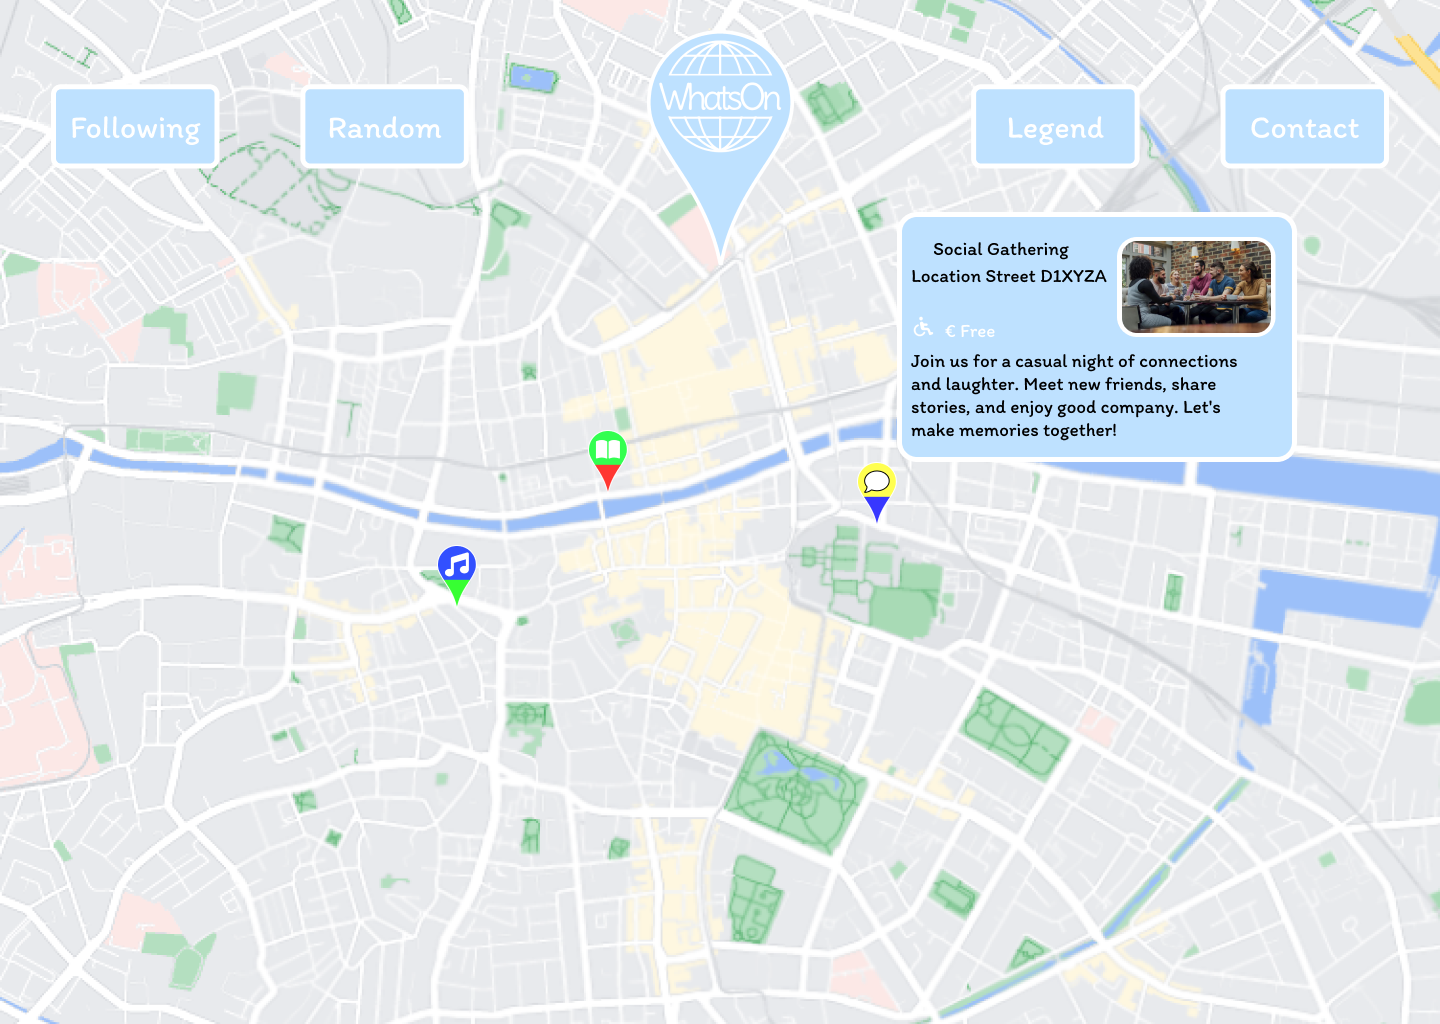 WhatsOn
Following
Random
Legend
Contact
Social Gathering
Location Street D1XYZA
€ Free
Join us for a casual night of connections
and laughter. Meet new friends, share
stories, and enjoy good company. Let's
make memories together!